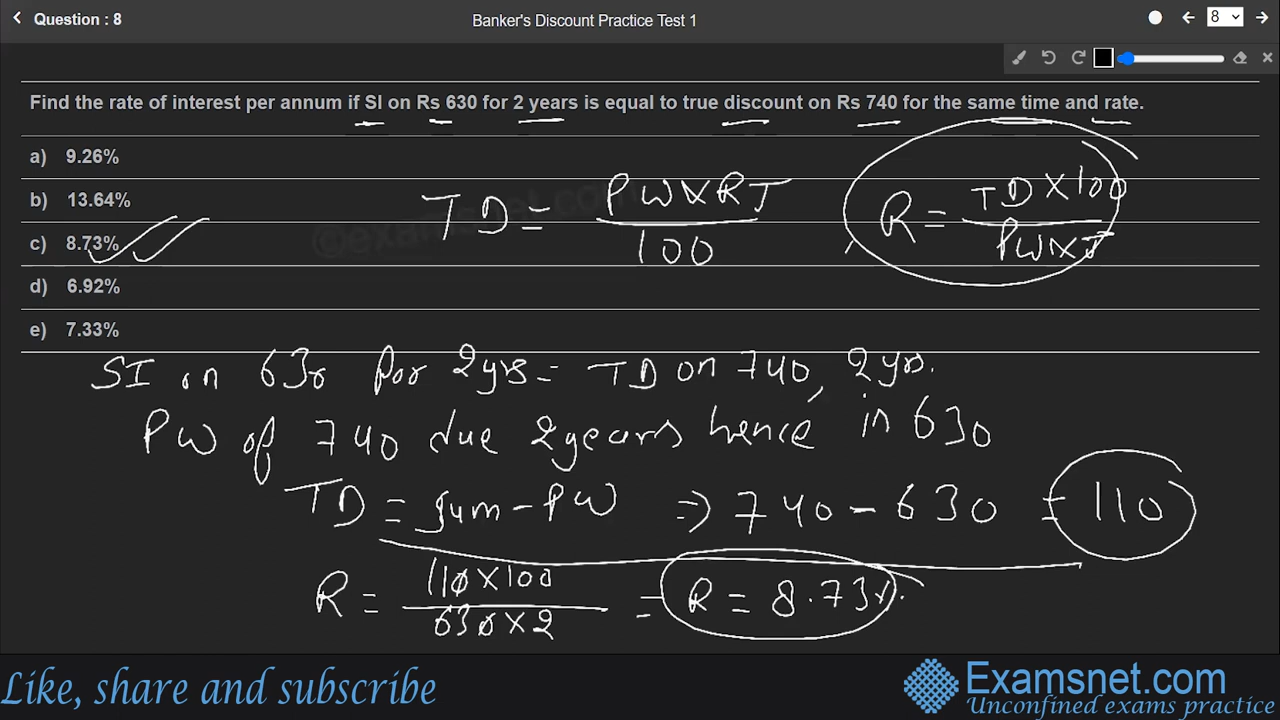 Question : 8
Banker's Discount Practice Test 1
8
Find the rate of interest per annum if SI on Rs 630 for 2 years is equal to true discount on Rs 740 for the same time and rate.
a) 9.26%
b) 13.64%
c) 8.73%
d) 6.92%
e) 7.33%
©examsnet.com
TD = PW×RT / 100
R = TD×100 / PW×T
SI on 630 for 2yrs = TD on 740, 2yrs.
PW of 740 due 2years hence in 630
TD = sum - PW ⇒ 740 - 630 = 110
R = 110×100 / 630×2 = R = 8.73%.
Like, share and subscribe
Examsnet.com
Unconfined exams practice